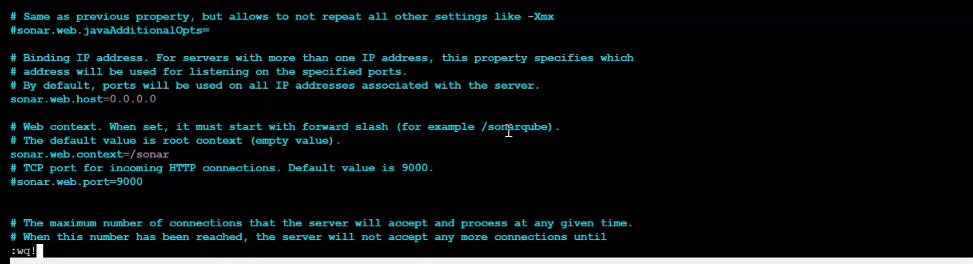 # Same as previous property, but allows to not repeat all other settings like -Xmx
#sonar.web.javaAdditionalOpts=
# Binding IP address. For servers with more than one IP address, this property specifies which
# address will be used for listening on the specified ports.
# By default, ports will be used on all IP addresses associated with the server.
sonar.web.host=0.0.0.0
# Web context. When set, it must start with forward slash (for example /sonarqube).
# The default value is root context (empty value).
sonar.web.context=/sonar
# TCP port for incoming HTTP connections. Default value is 9000.
#sonar.web.port=9000
# The maximum number of connections that the server will accept and process at any given time.
# When this number has been reached, the server will not accept any more connections until
:wq!